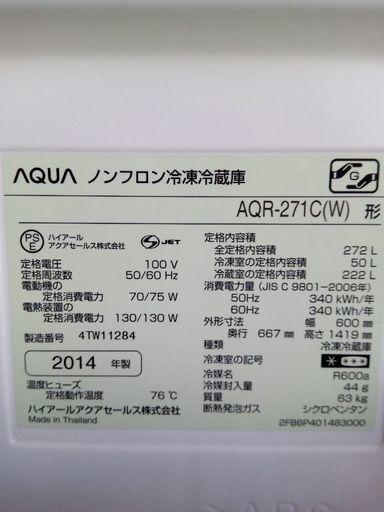 AQUA ノンフロン冷凍冷蔵庫
G
AQR-271C(W) 形
PS
E
ハイアール
アクアセールス株式会社
S JET
定格電圧 100 V
定格周波数 50/60 Hz
電動機の
定格消費電力 70/75 W
電熱装置の
定格消費電力 130/130 W
製造番号 4TW11284
2014 年製
温度ヒューズ
定格動作温度 76℃
ハイアールアクアセールス株式会社
Made in Thailand
定格内容積
全定格内容積 272 L
冷凍室の定格内容積 50 L
冷蔵室の定格内容積 222 L
消費電力量 (JIS C 9801-2006年)
50Hz 340 kWh/年
60Hz 340 kWh/年
外形寸法 幅 600 mm
奥行 667 mm 高さ 1419 mm
種類 冷凍冷蔵庫
冷凍室の記号
冷媒名 R600a
冷媒封入量 44 g
質量 63 kg
断熱発泡ガス シクロペンタン
2FB6P401483000